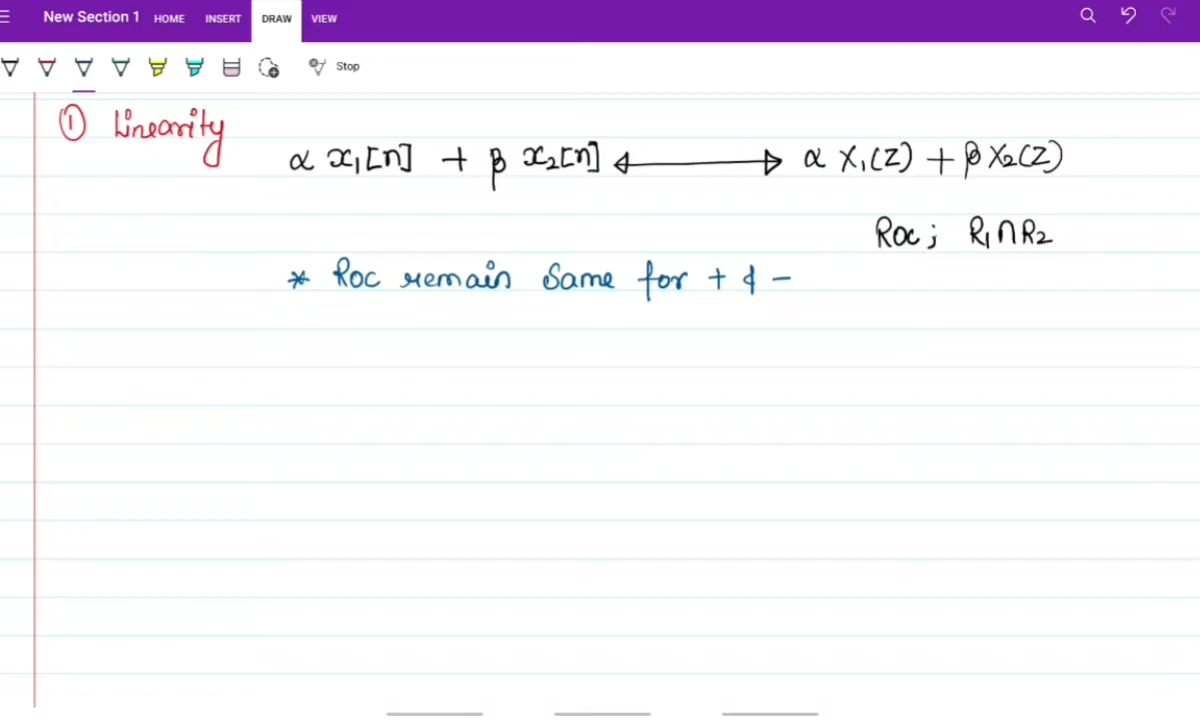 New Section 1 HOME INSERT DRAW VIEW
Stop
① Linearity
α x₁[n] + β x₂[n] ⟷ α X₁(Z) + β X₂(Z)
Roc ; R₁∩R₂
* Roc remain same for + & −